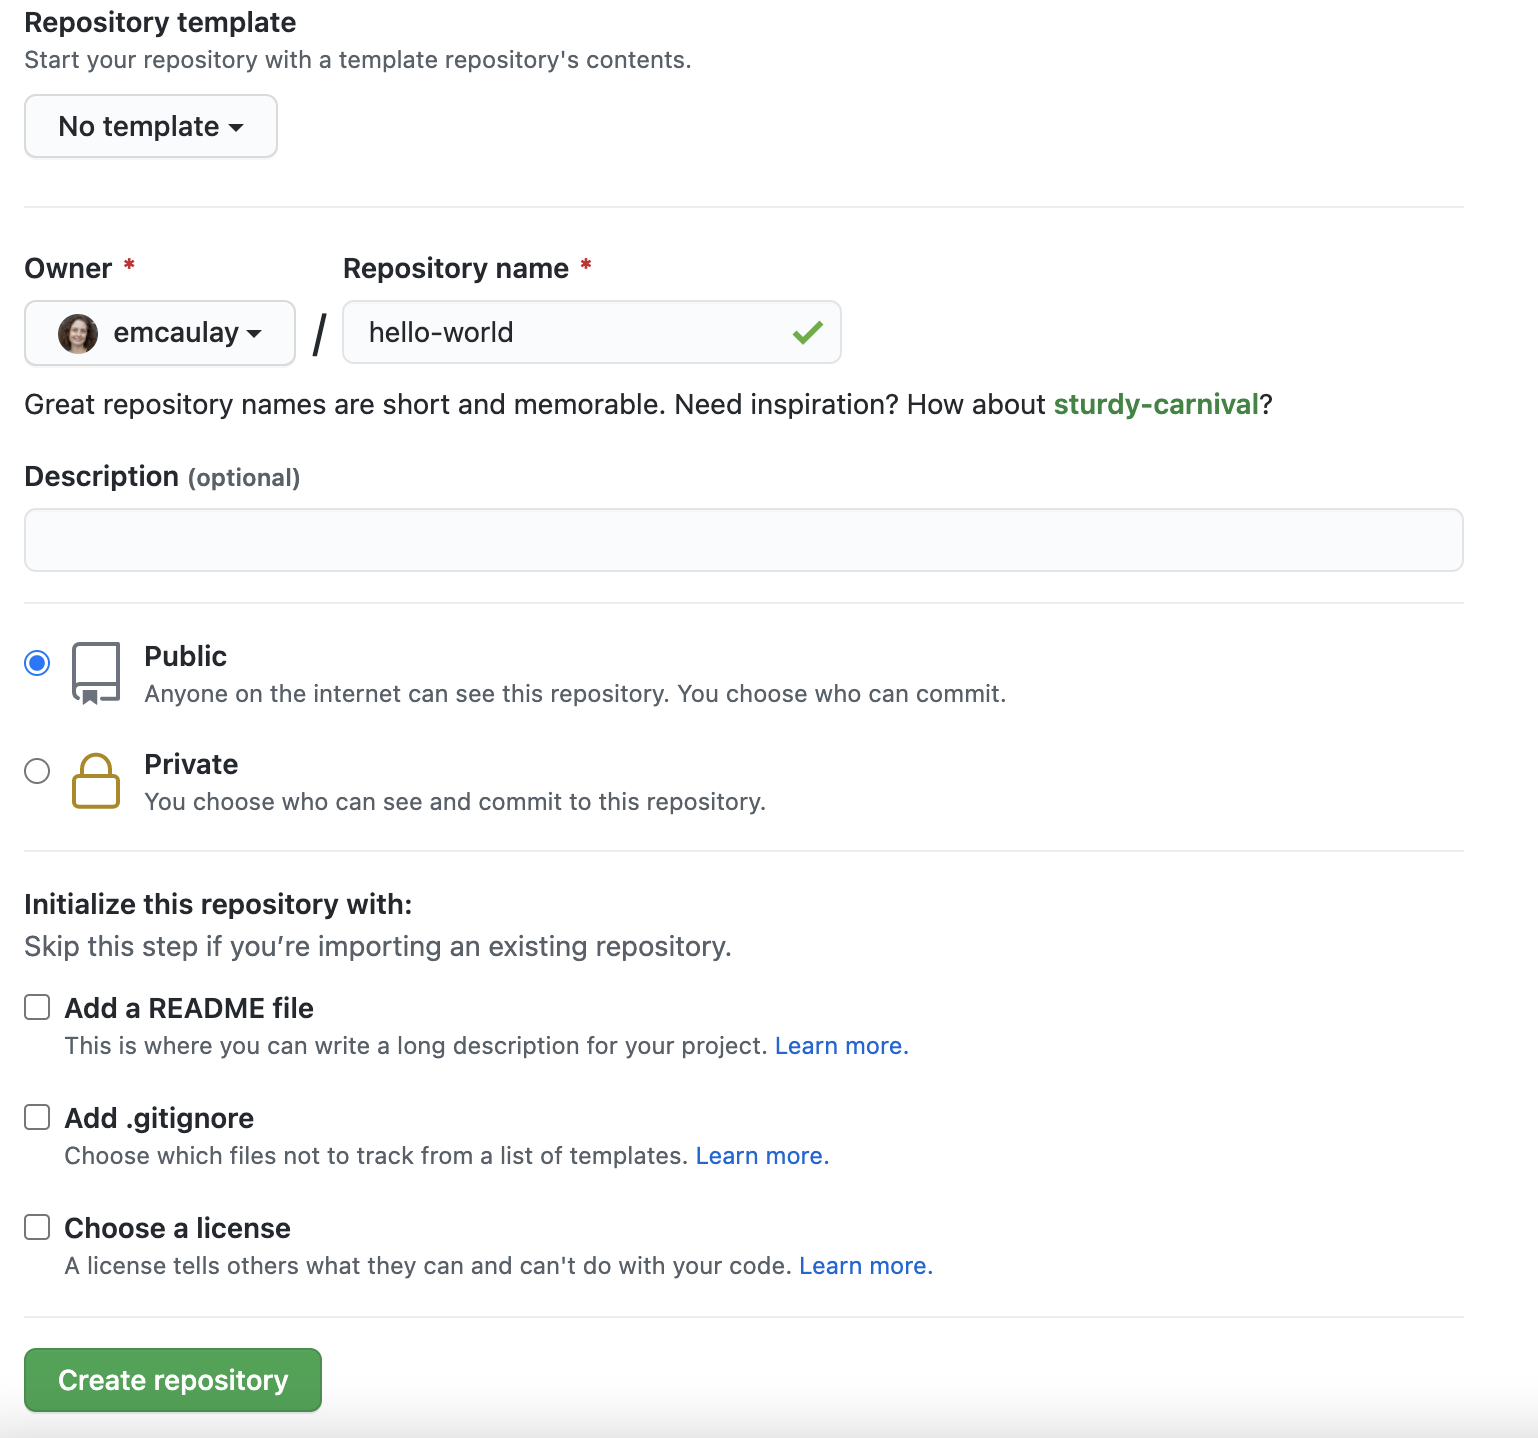 Repository template
Start your repository with a template repository's contents.
No template
Owner * Repository name *
emcaulay / hello-world
Great repository names are short and memorable. Need inspiration? How about sturdy-carnival?
Description (optional)
Public
Anyone on the internet can see this repository. You choose who can commit.
Private
You choose who can see and commit to this repository.
Initialize this repository with:
Skip this step if you’re importing an existing repository.
Add a README file
This is where you can write a long description for your project. Learn more.
Add .gitignore
Choose which files not to track from a list of templates. Learn more.
Choose a license
A license tells others what they can and can't do with your code. Learn more.
Create repository